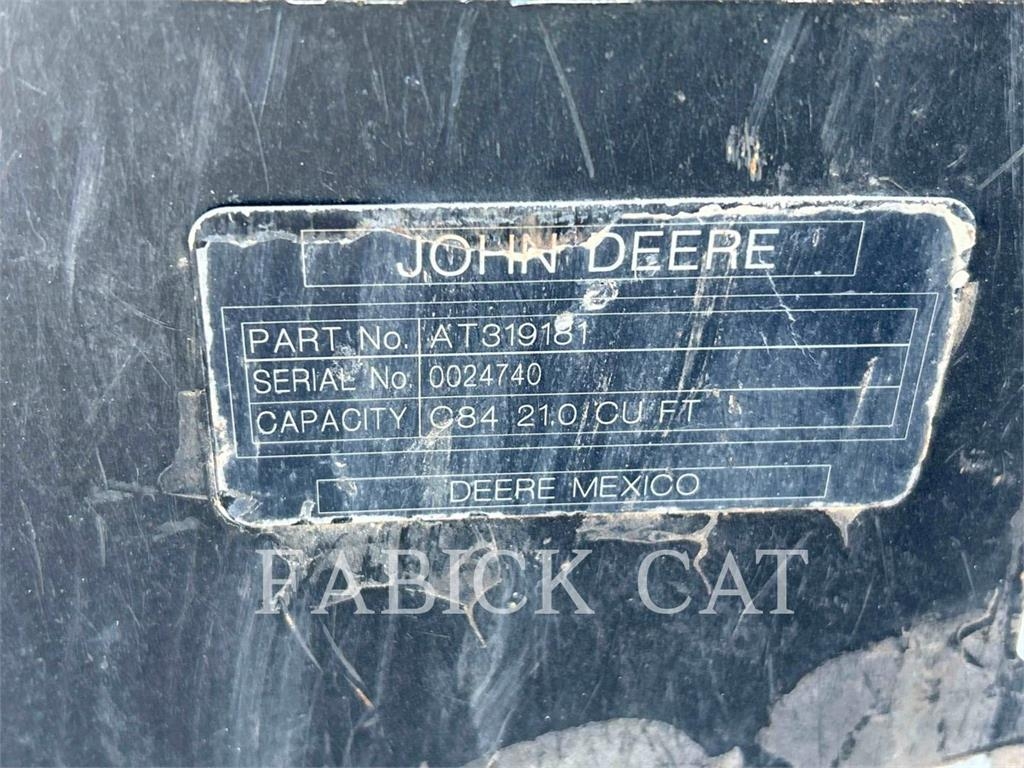 JOHN DEERE
PART No. AT319181
SERIAL No. 0024740
CAPACITY C84 21.0 CU FT
DEERE MEXICO
FABICK CAT